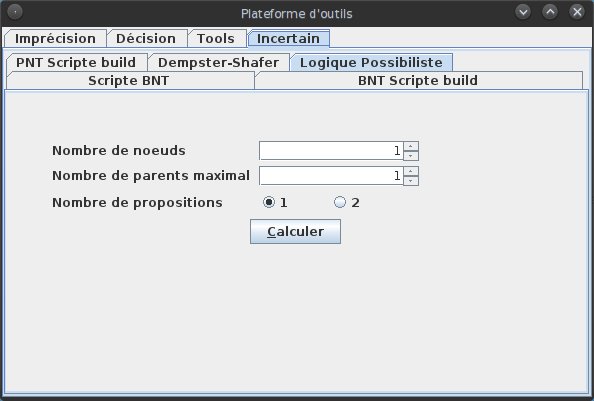 Plateforme d'outils
Imprécision Décision Tools Incertain
PNT Scripte build Dempster-Shafer Logique Possibiliste
Scripte BNT BNT Scripte build
Nombre de noeuds 1
Nombre de parents maximal 1
Nombre de propositions 1 2
Calculer